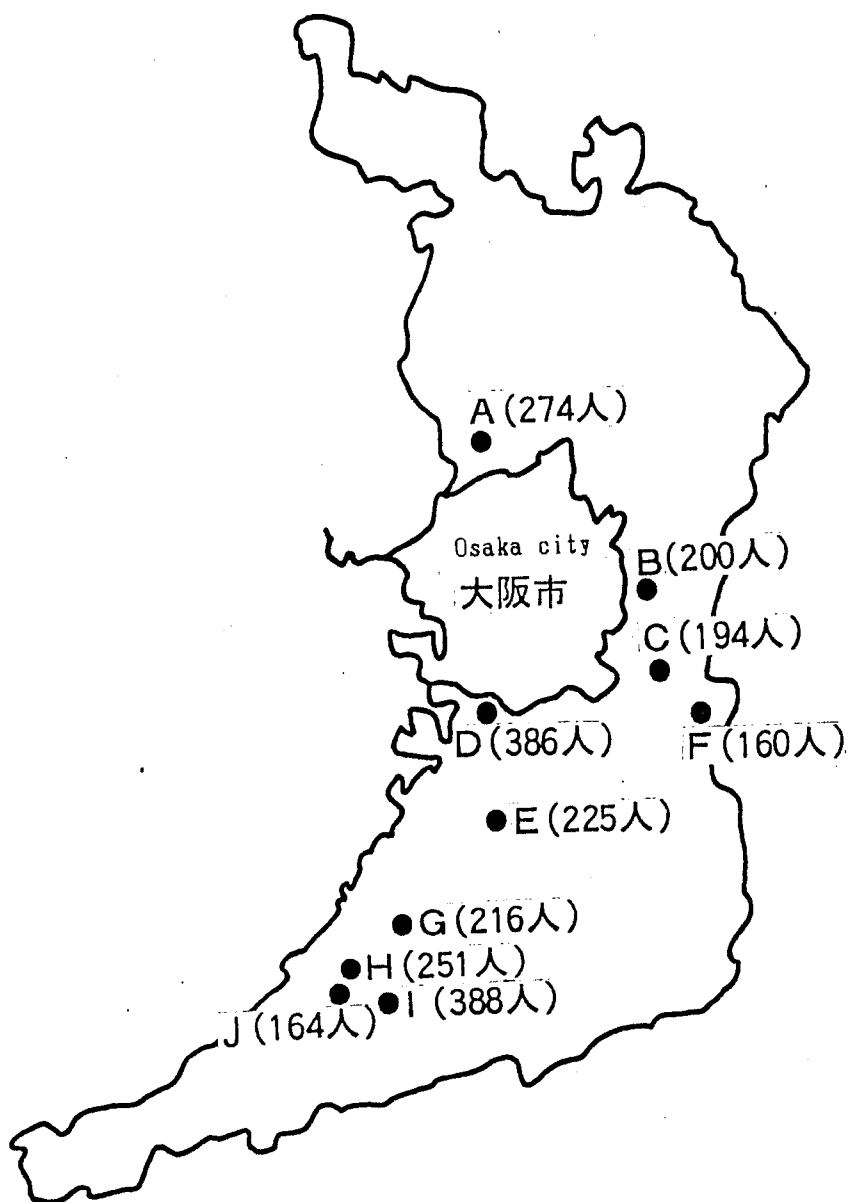 A(274人)
Osaka city
大阪市
B(200人)
C(194人)
D(386人)
F(160人)
E(225人)
G(216人)
H(251人)
I(388人)
J(164人)